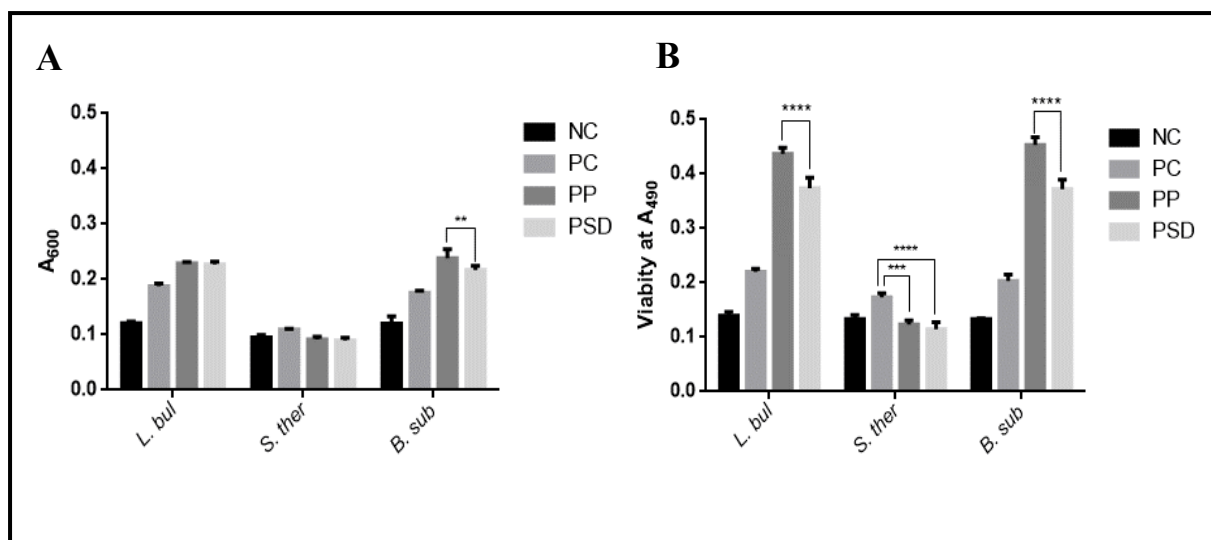 A
A600
0.5
0.4
0.3
0.2
0.1
0.0
**
L. bul
S. ther
B. sub
NC
PC
PP
PSD
B
Viabity at A490
0.5
0.4
0.3
0.2
0.1
0.0
****
****
***
****
L. bul
S. ther
B. sub
NC
PC
PP
PSD